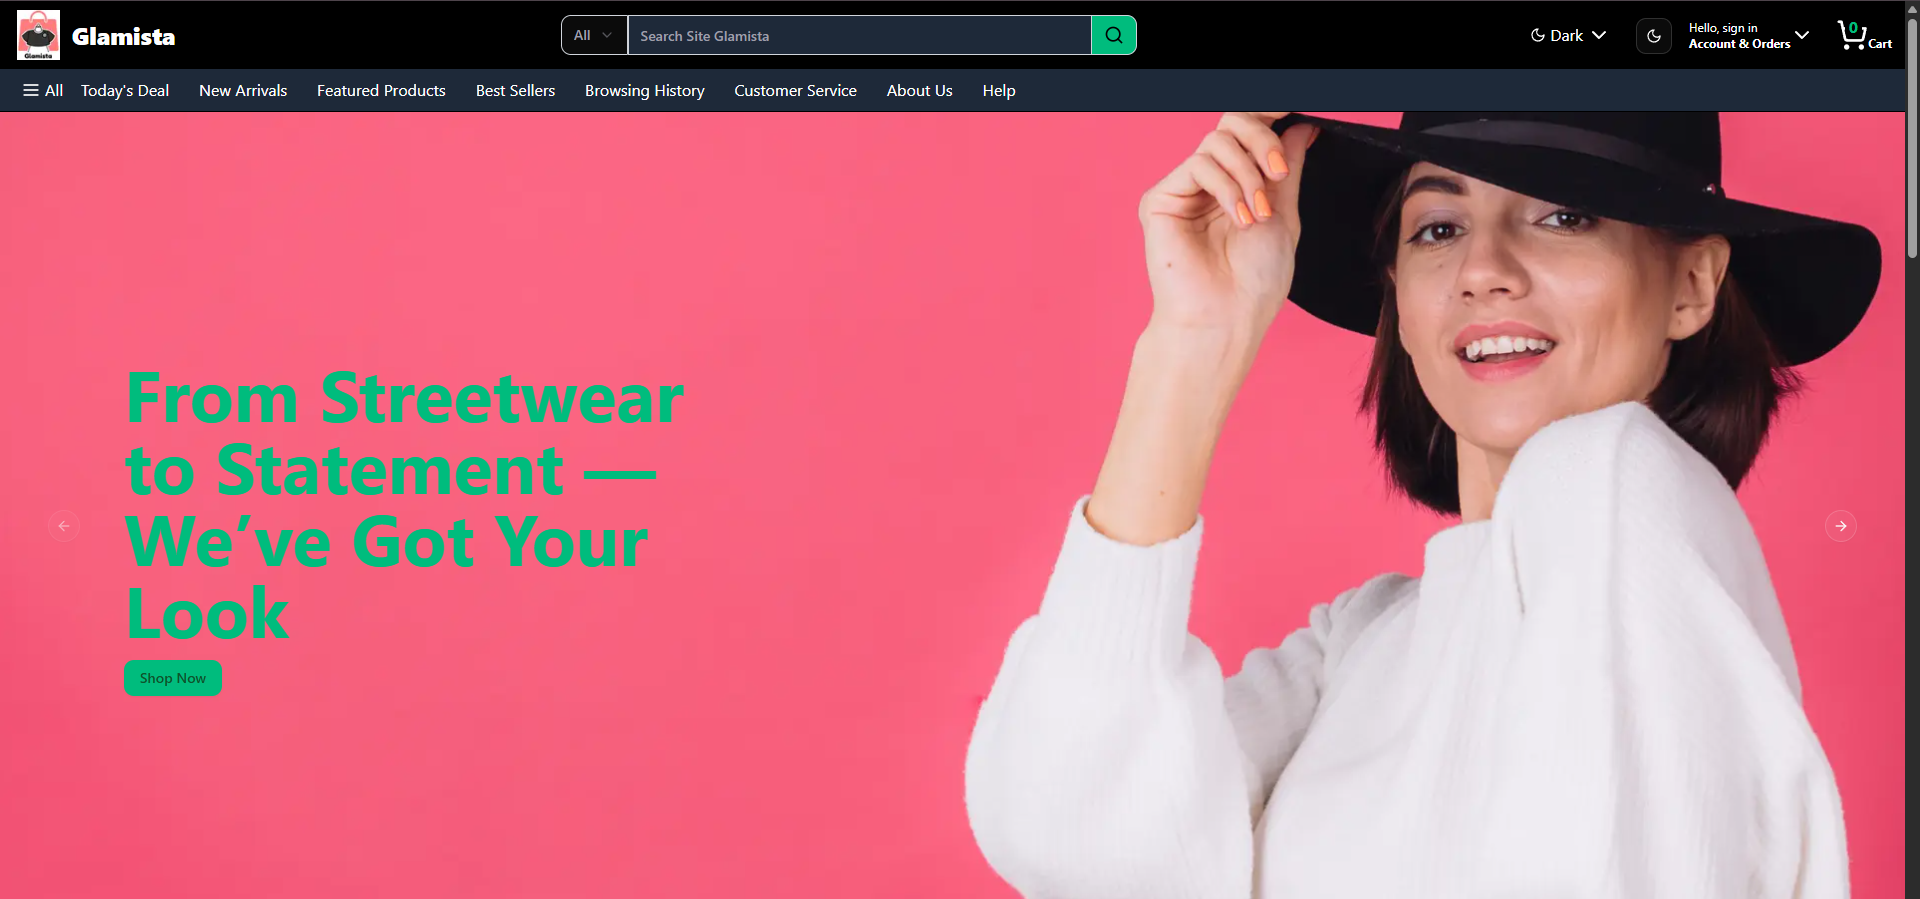 Glamista
Glamista
All
Search Site Glamista
Dark
Hello, sign in
Account & Orders
0
Cart
All
Today's Deal
New Arrivals
Featured Products
Best Sellers
Browsing History
Customer Service
About Us
Help
From Streetwear
to Statement —
We’ve Got Your
Look
Shop Now